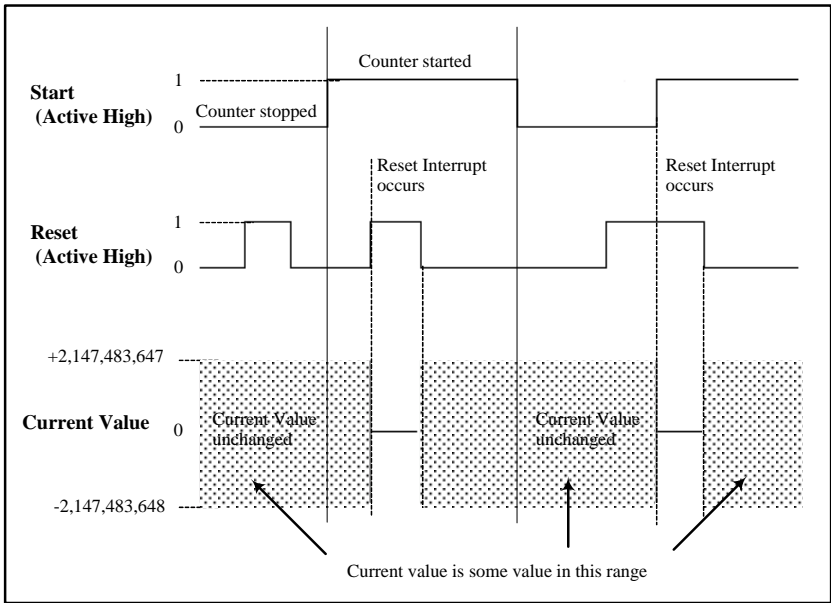 Counter started
1
Start
(Active High)
Counter stopped
0
Reset Interrupt
occurs
Reset Interrupt
occurs
1
Reset
(Active High)
0
+2,147,483,647
Current Value
0
Current Value
unchanged
Current Value
unchanged
-2,147,483,648
Current value is some value in this range